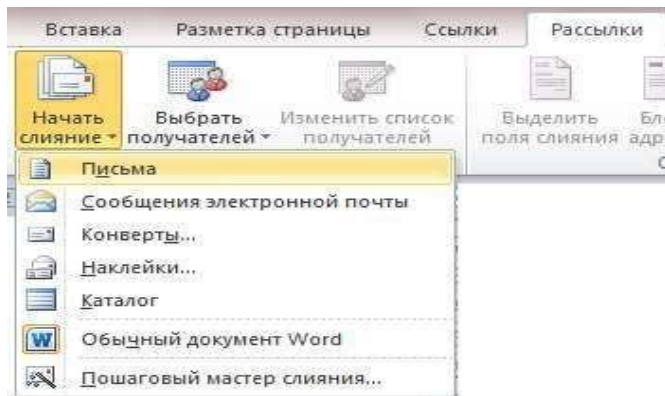 Вставка Разметка страницы Ссылки Рассылки
Начать слияние
Выбрать получателей
Изменить список получателей
Выделить поля слияния
Письма
Сообщения электронной почты
Конверты...
Наклейки...
Каталог
Обычный документ Word
Пошаговый мастер слияния...